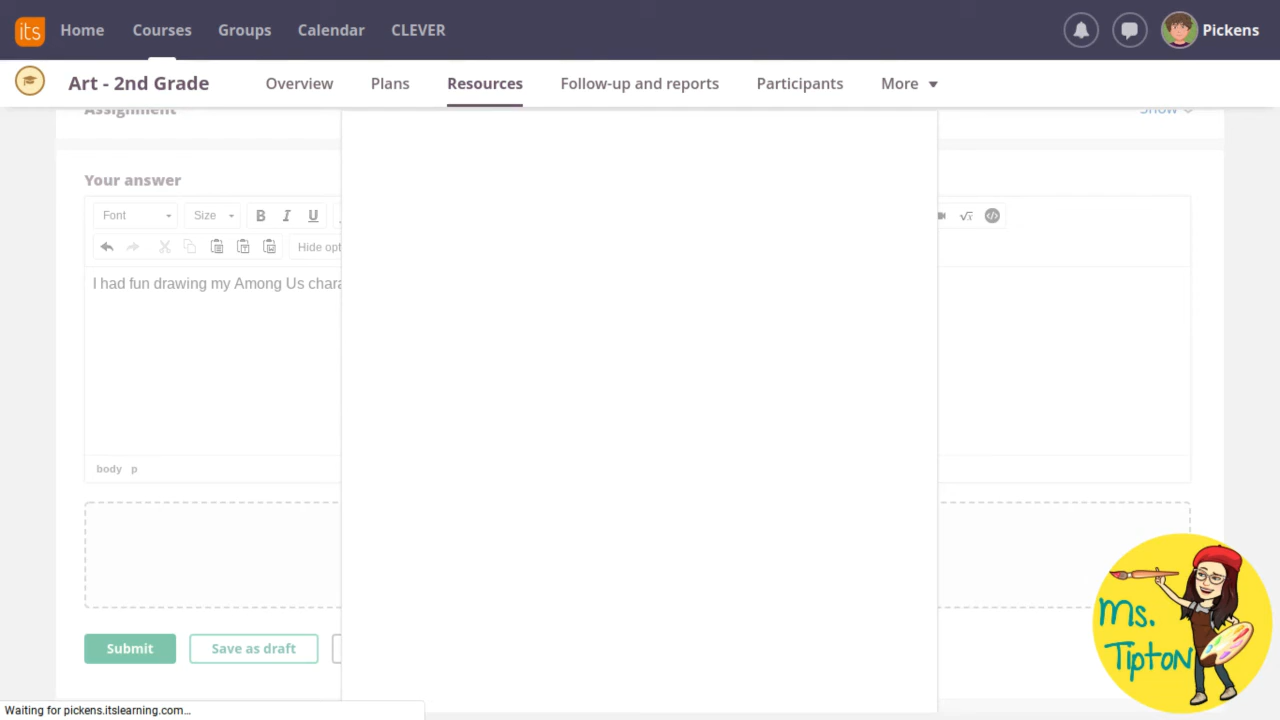 its Home Courses Groups Calendar CLEVER Pickens
Art - 2nd Grade Overview Plans Resources Follow-up and reports Participants More
Assignment Show
Your answer
Font Size B I U
Hide opt
I had fun drawing my Among Us chara
body p
Submit Save as draft
Ms.
Tipton
Waiting for pickens.itslearning.com...